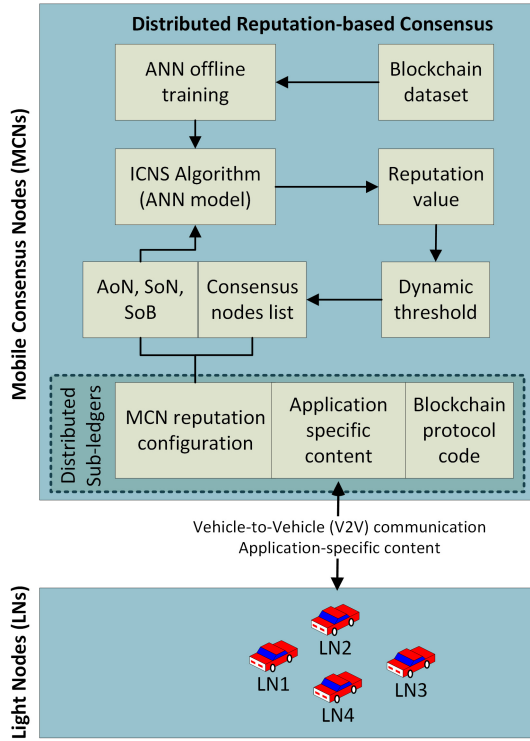 Distributed Reputation-based Consensus
Mobile Consensus Nodes (MCNs)
ANN offline
training
Blockchain
dataset
ICNS Algorithm
(ANN model)
Reputation
value
AoN, SoN,
SoB
Consensus
nodes list
Dynamic
threshold
Distributed
Sub-ledgers
MCN reputation
configuration
Application
specific
content
Blockchain
protocol
code
Vehicle-to-Vehicle (V2V) communication
Application-specific content
Light Nodes (LNs)
LN2
LN1
LN3
LN4